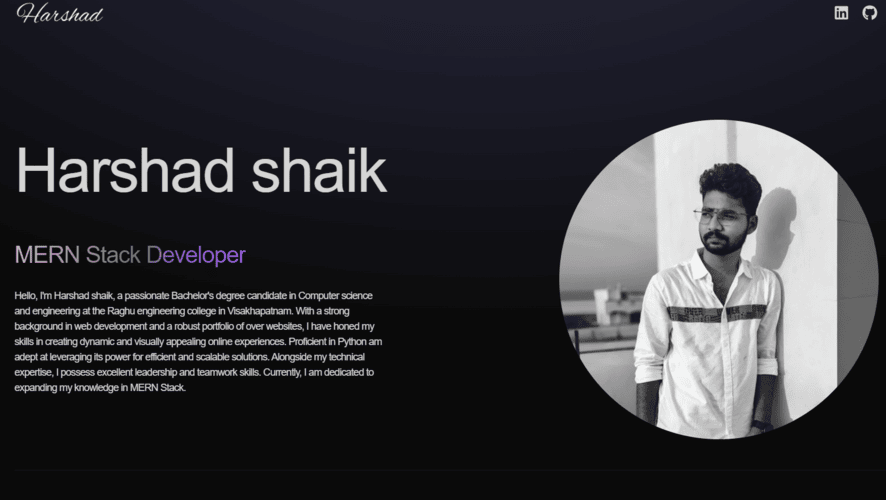 Harshad
Harshad shaik
MERN Stack Developer
Hello, I'm Harshad shaik, a passionate Bachelor's degree candidate in Computer science
and engineering at the Raghu engineering college in Visakhapatnam. With a strong
background in web development and a robust portfolio of over websites, I have honed my
skills in creating dynamic and visually appealing online experiences. Proficient in Python am
adept at leveraging its power for efficient and scalable solutions. Alongside my technical
expertise, I possess excellent leadership and teamwork skills. Currently, I am dedicated to
expanding my knowledge in MERN Stack.
in